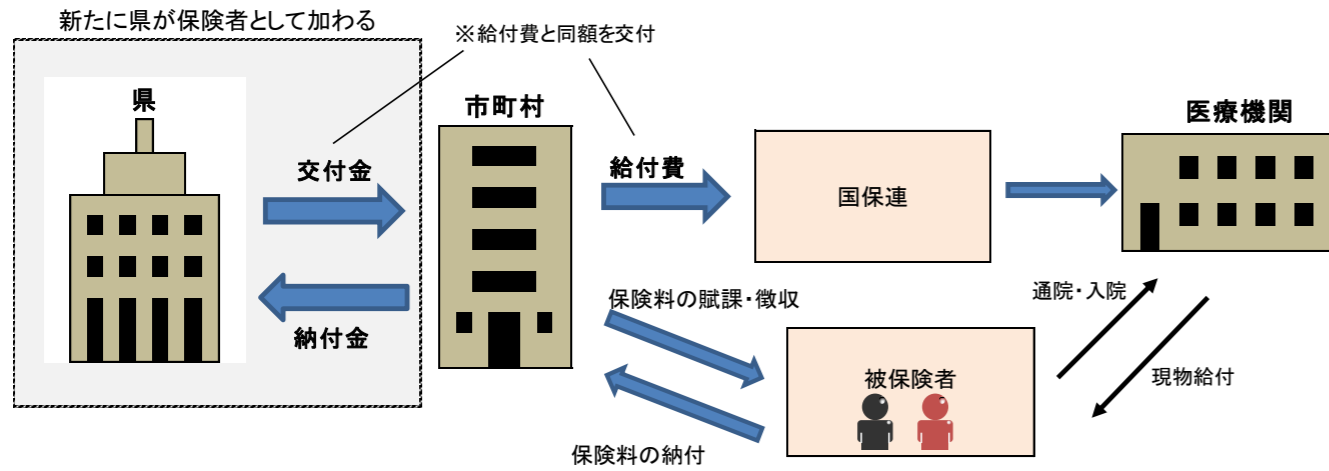 新たに県が保険者として加わる
※給付費と同額を交付
県
市町村
医療機関
交付金
給付費
国保連
納付金
保険料の賦課・徴収
通院・入院
被保険者
現物給付
保険料の納付